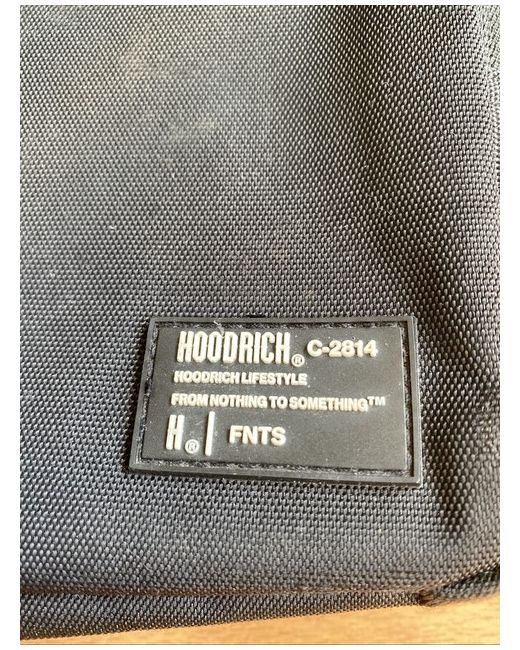 HOODRICH® C-2814
HOODRICH LIFESTYLE
FROM NOTHING TO SOMETHING™
H.® | FNTS